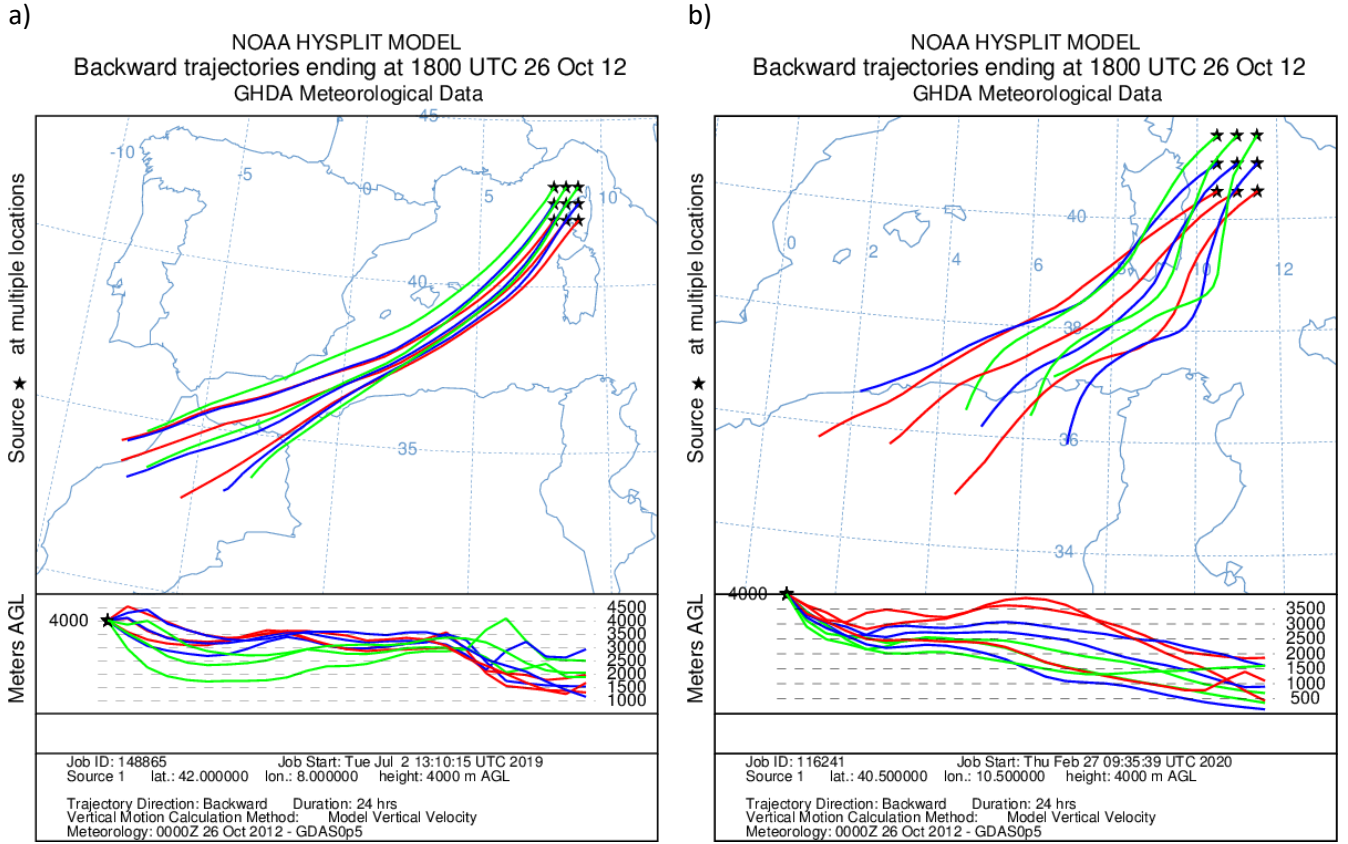 a)
NOAA HYSPLIT MODEL
Backward trajectories ending at 1800 UTC 26 Oct 12
GHDA Meteorological Data
Source ★ at multiple locations
45
-10
-5
0
5
10
40
35
Meters AGL
4000
4500
4000
3500
3000
2500
2000
1500
1000
Job ID: 148865 Job Start: Tue Jul 2 13:10:15 UTC 2019
Source 1 lat.: 42.000000 lon.: 8.000000 height: 4000 m AGL
Trajectory Direction: Backward Duration: 24 hrs
Vertical Motion Calculation Method: Model Vertical Velocity
Meteorology: 0000Z 26 Oct 2012 - GDAS0p5
b)
NOAA HYSPLIT MODEL
Backward trajectories ending at 1800 UTC 26 Oct 12
GHDA Meteorological Data
Source ★ at multiple locations
40
0
2
4
6
10
12
38
36
34
Meters AGL
4000
3500
3000
2500
2000
1500
1000
500
Job ID: 116241 Job Start: Thu Feb 27 09:35:39 UTC 2020
Source 1 lat.: 40.500000 lon.: 10.500000 height: 4000 m AGL
Trajectory Direction: Backward Duration: 24 hrs
Vertical Motion Calculation Method: Model Vertical Velocity
Meteorology: 0000Z 26 Oct 2012 - GDAS0p5